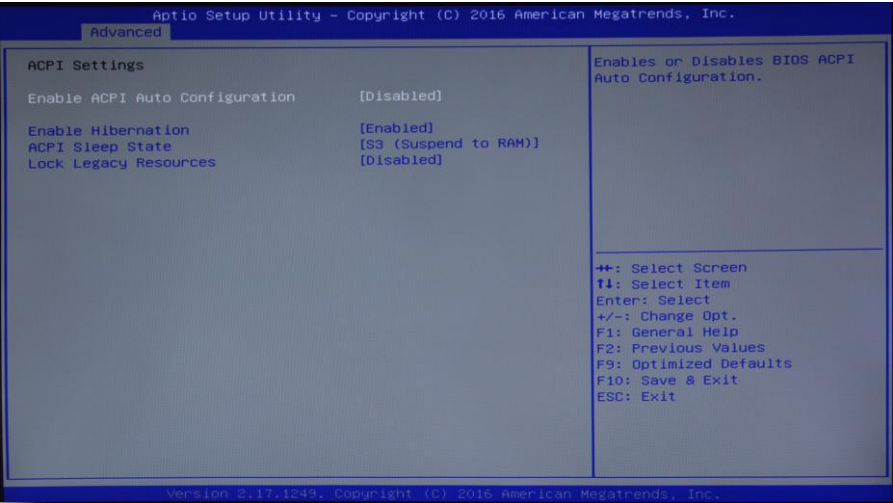 Aptio Setup Utility – Copyright (C) 2016 American Megatrends, Inc.
Advanced
ACPI Settings
Enable ACPI Auto Configuration [Disabled]
Enable Hibernation [Enabled]
ACPI Sleep State [S3 (Suspend to RAM)]
Lock Legacy Resources [Disabled]
Enables or Disables BIOS ACPI
Auto Configuration.
→←: Select Screen
↑↓: Select Item
Enter: Select
+/-: Change Opt.
F1: General Help
F2: Previous Values
F9: Optimized Defaults
F10: Save & Exit
ESC: Exit
Version 2.17.1249. Copyright (C) 2016 American Megatrends, Inc.